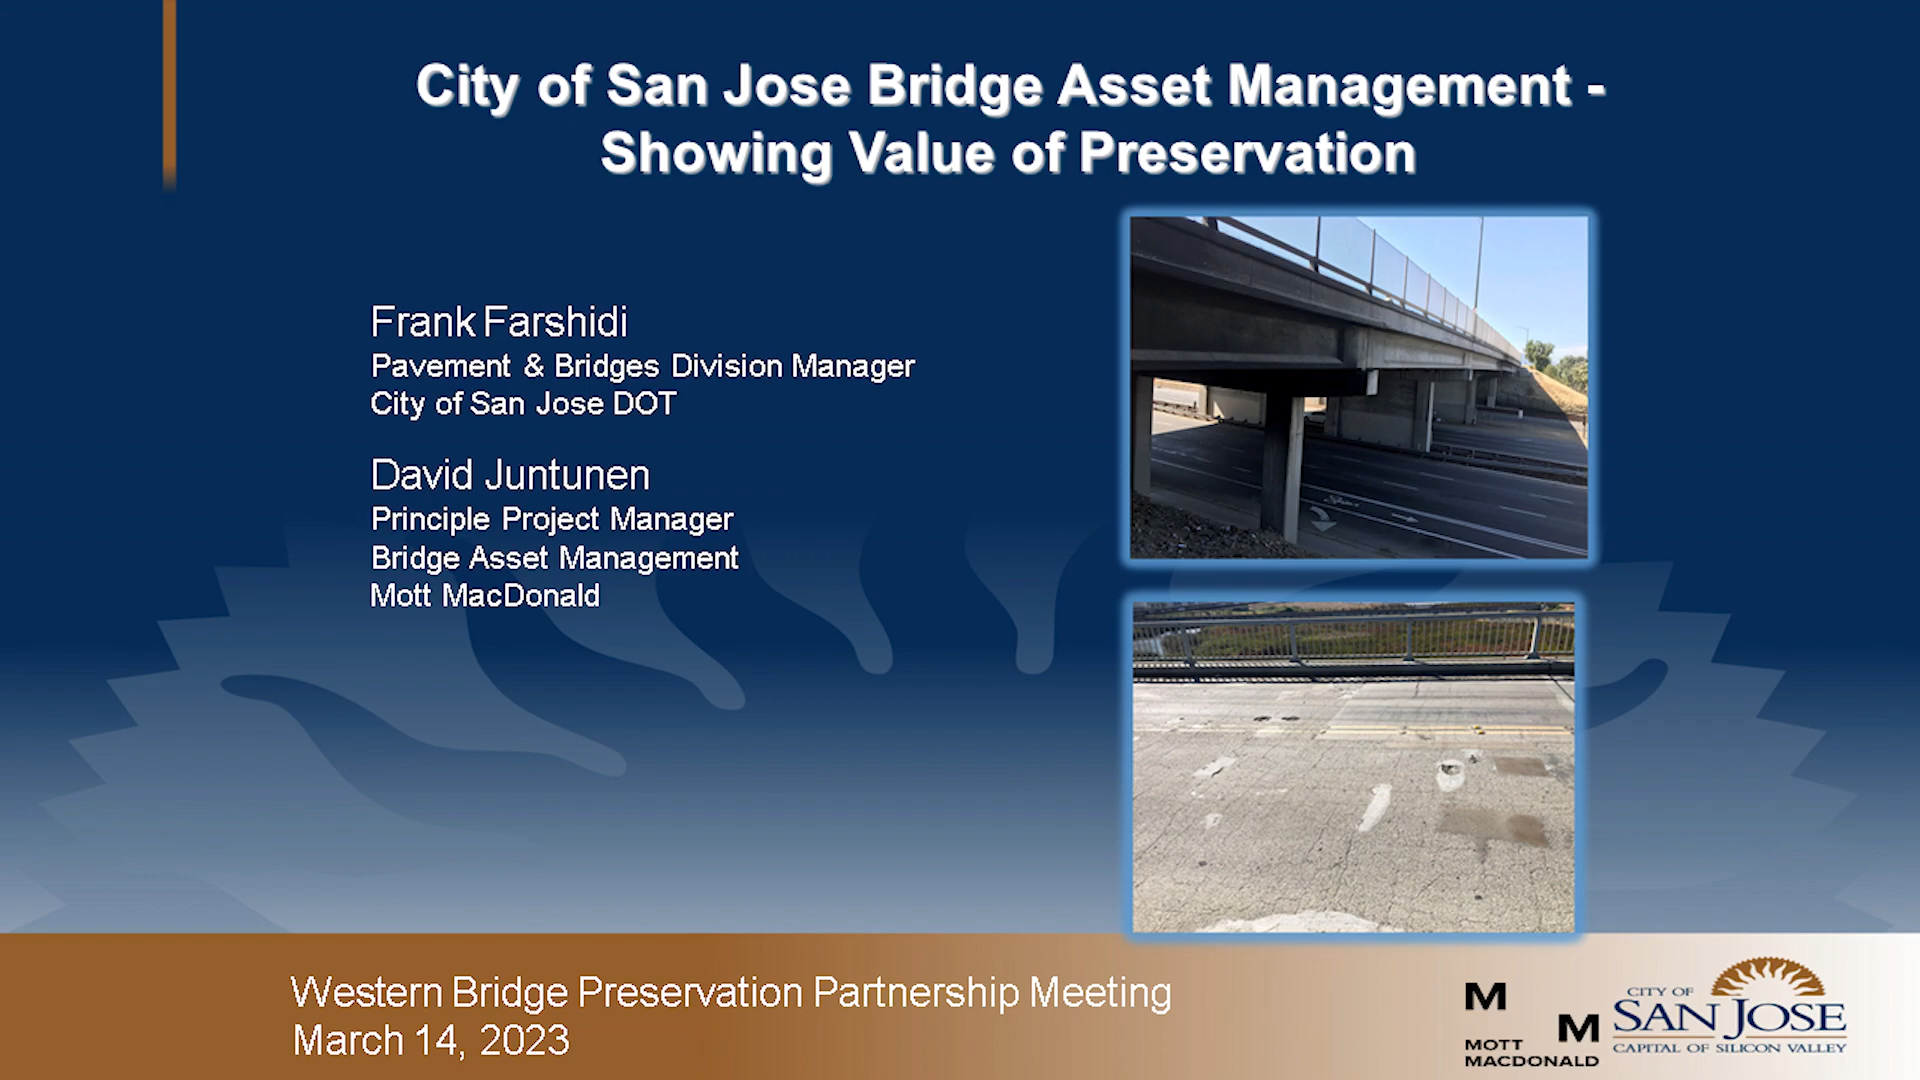 City of San Jose Bridge Asset Management -
Showing Value of Preservation
Frank Farshidi
Pavement & Bridges Division Manager
City of San Jose DOT
David Juntunen
Principle Project Manager
Bridge Asset Management
Mott MacDonald
Western Bridge Preservation Partnership Meeting
March 14, 2023
M
M
MOTT
MACDONALD
CITY OF
SAN JOSE
CAPITAL OF SILICON VALLEY